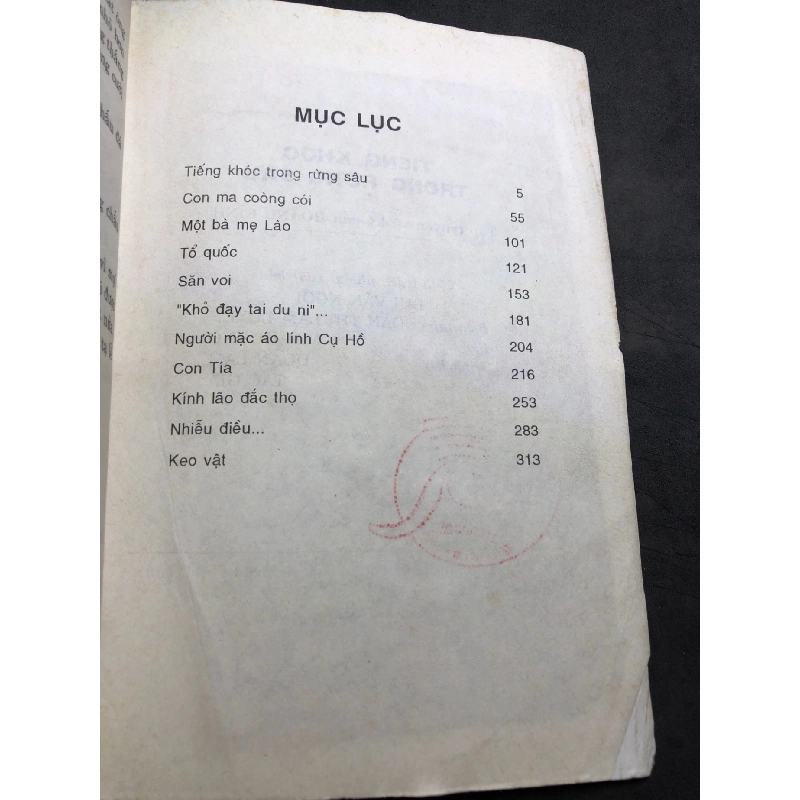 MỤC LỤC
Tiếng khóc trong rừng sâu 5
Con ma coòng cói 55
Một bà mẹ Lào 101
Tổ quốc 121
Săn voi 153
"Khỏ đạy tai du ni"... 181
Người mặc áo lính Cụ Hồ 204
Con Tía 216
Kính lão đắc thọ 253
Nhiễu điều... 283
Keo vật 313